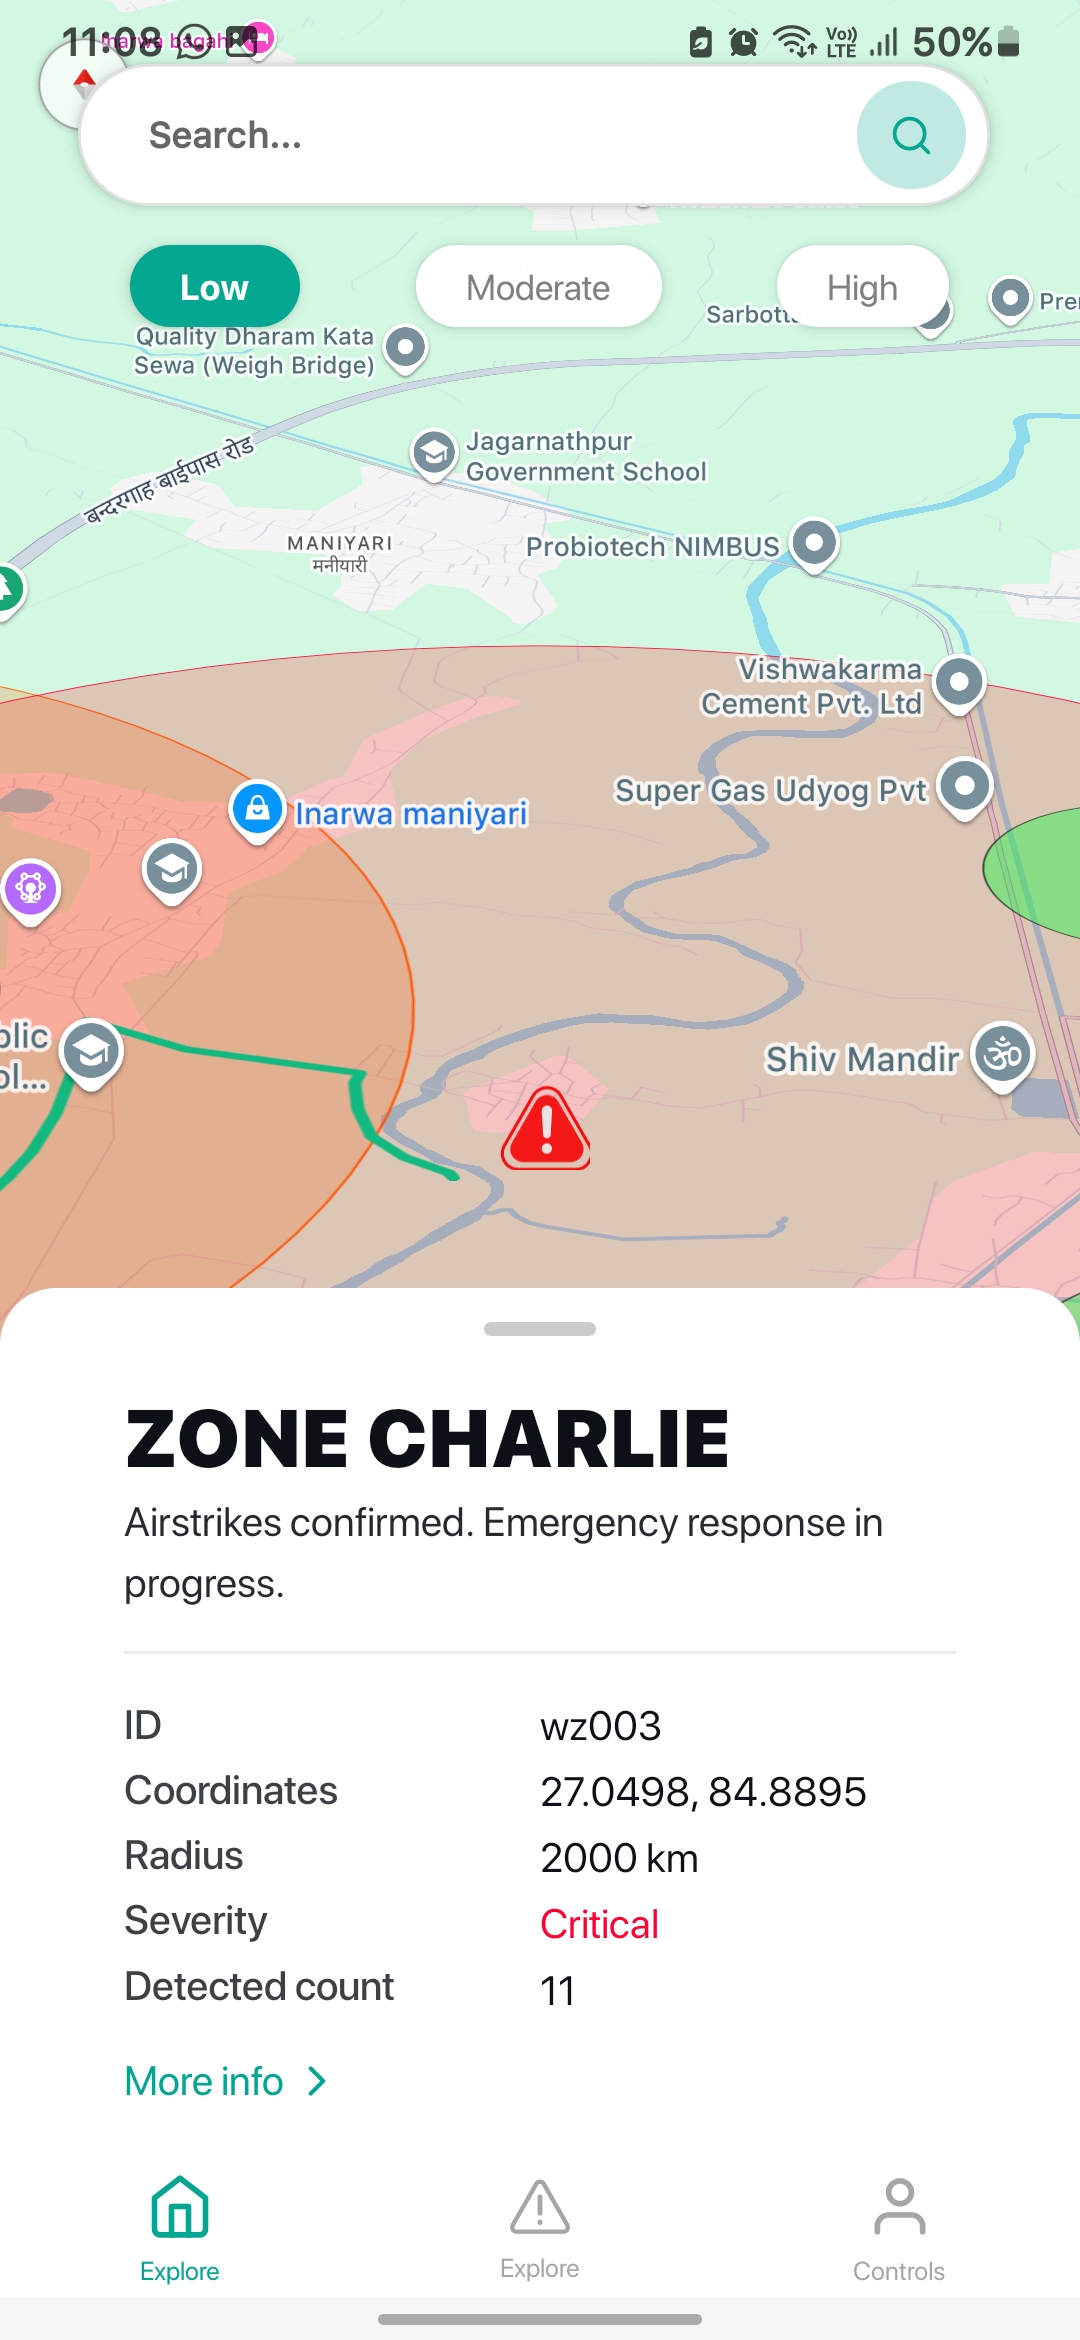 11:08
Inarwa bagahi
Vo))
LTE
50%
Search...
Low
Moderate
High
Sarbott
Prer
Quality Dharam Kata
Sewa (Weigh Bridge)
बन्दरगाह बाईपास रोड
Jagarnathpur
Government School
MANIYARI
मनीयारी
Probiotech NIMBUS
Vishwakarma
Cement Pvt. Ltd
Super Gas Udyog Pvt
Inarwa maniyari
blic
ol...
Shiv Mandir
ॐ
ZONE CHARLIE
Airstrikes confirmed. Emergency response in
progress.
ID wz003
Coordinates 27.0498, 84.8895
Radius 2000 km
Severity Critical
Detected count 11
More info
Explore
Explore
Controls